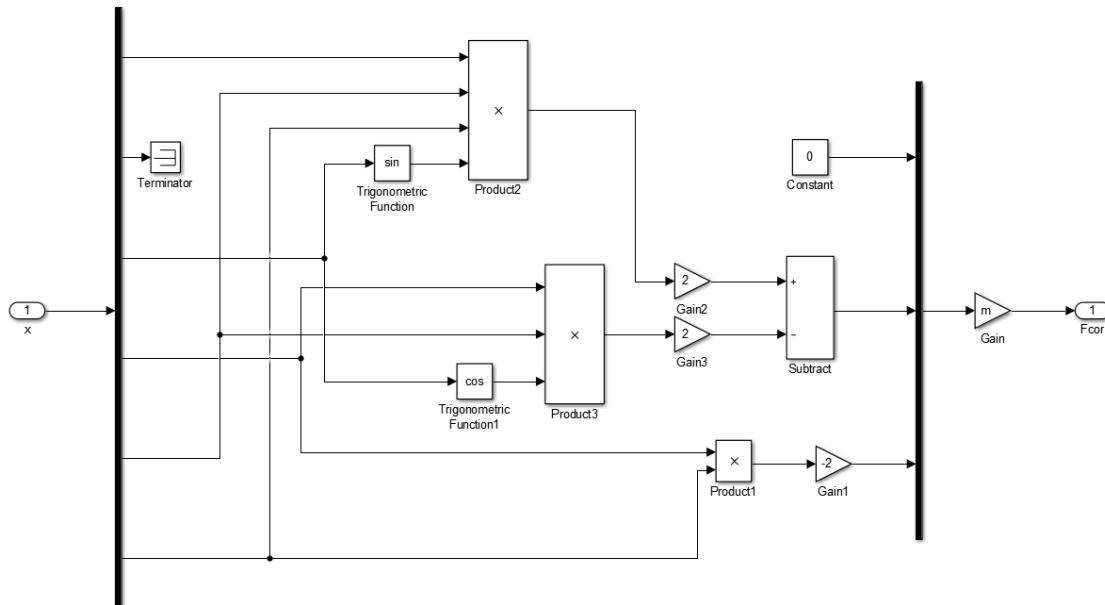 ×
Product2
sin
Trigonometric
Function
Terminator
0
Constant
1
x
×
Product3
cos
Trigonometric
Function1
2
Gain2
2
Gain3
+
−
Subtract
m
Gain
1
Fcor
×
Product1
-2
Gain1